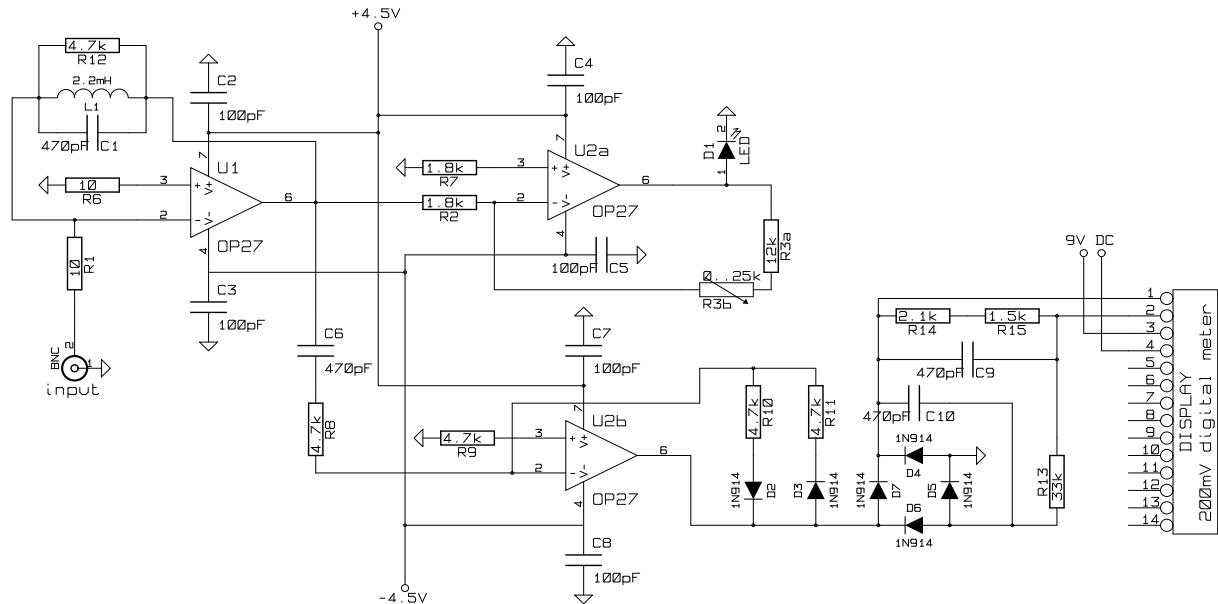 +4.5V
4.7k
R12
2.2mH
L1
470pF C1
C2
100pF
C4
100pF
7
U1
10
R6
3
2
6
4
OP27
10
R1
C3
100pF
BNC
2
1
input
1.8k
R7
1.8k
R2
7
U2a
3
2
6
4
OP27
100pF C5
2
D1
LED
1
12k
R3a
0..25k
R3b
C6
470pF
4.7k
R8
C7
100pF
4.7k
R9
7
U2b
3
2
6
4
OP27
C8
100pF
-4.5V
4.7k
R10
4.7k
R11
1N914
D2
1N914
D3
1N914
D7
1N914
D4
D5
1N914
D6
1N914
9V DC
2.1k
R14
1.5k
R15
470pF C9
470pF C10
R13
33k
1
2
3
4
5
6
7
8
9
10
11
12
13
14
DISPLAY
200mV digital meter